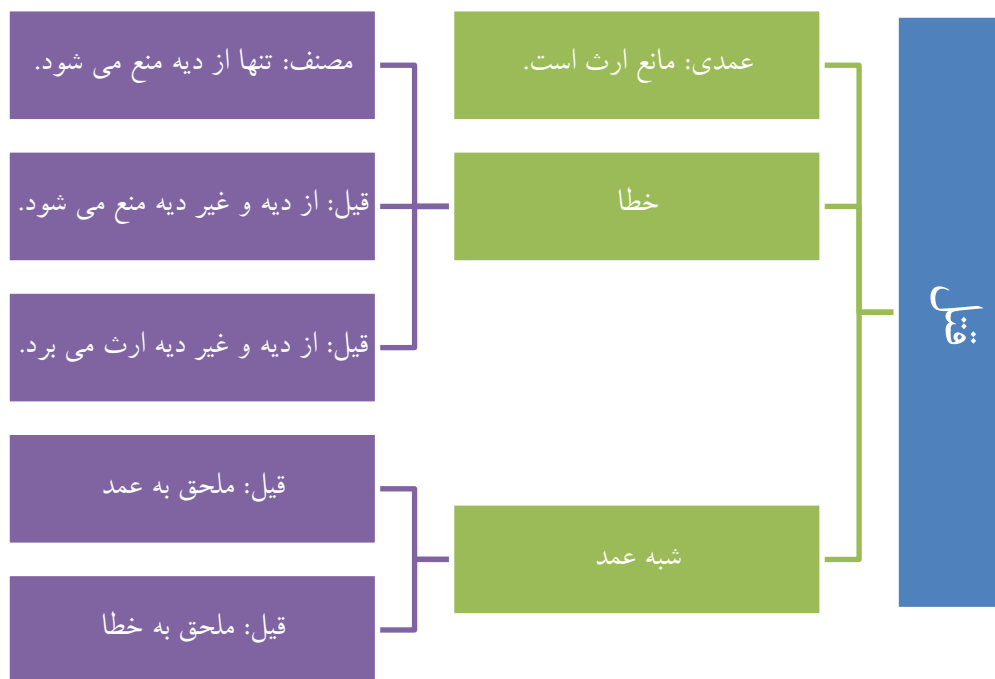 قتل
عمدی: مانع ارث است.
خطا
مصنف: تنها از دیه منع می شود.
قیل: از دیه و غیر دیه منع می شود.
قیل: از دیه و غیر دیه ارث می برد.
شبه عمد
قیل: ملحق به عمد
قیل: ملحق به خطا